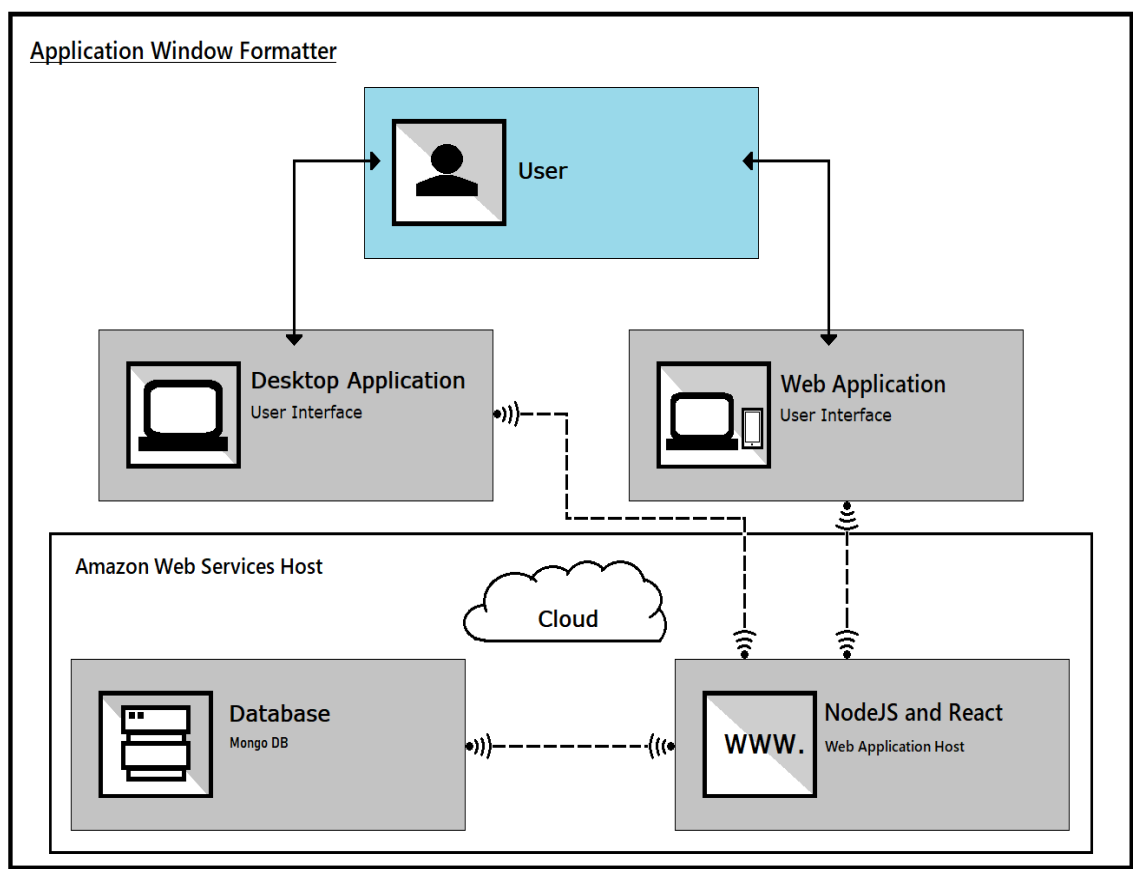 Application Window Formatter
User
Desktop Application
User Interface
Web Application
User Interface
Amazon Web Services Host
Cloud
Database
Mongo DB
WWW.
NodeJS and React
Web Application Host